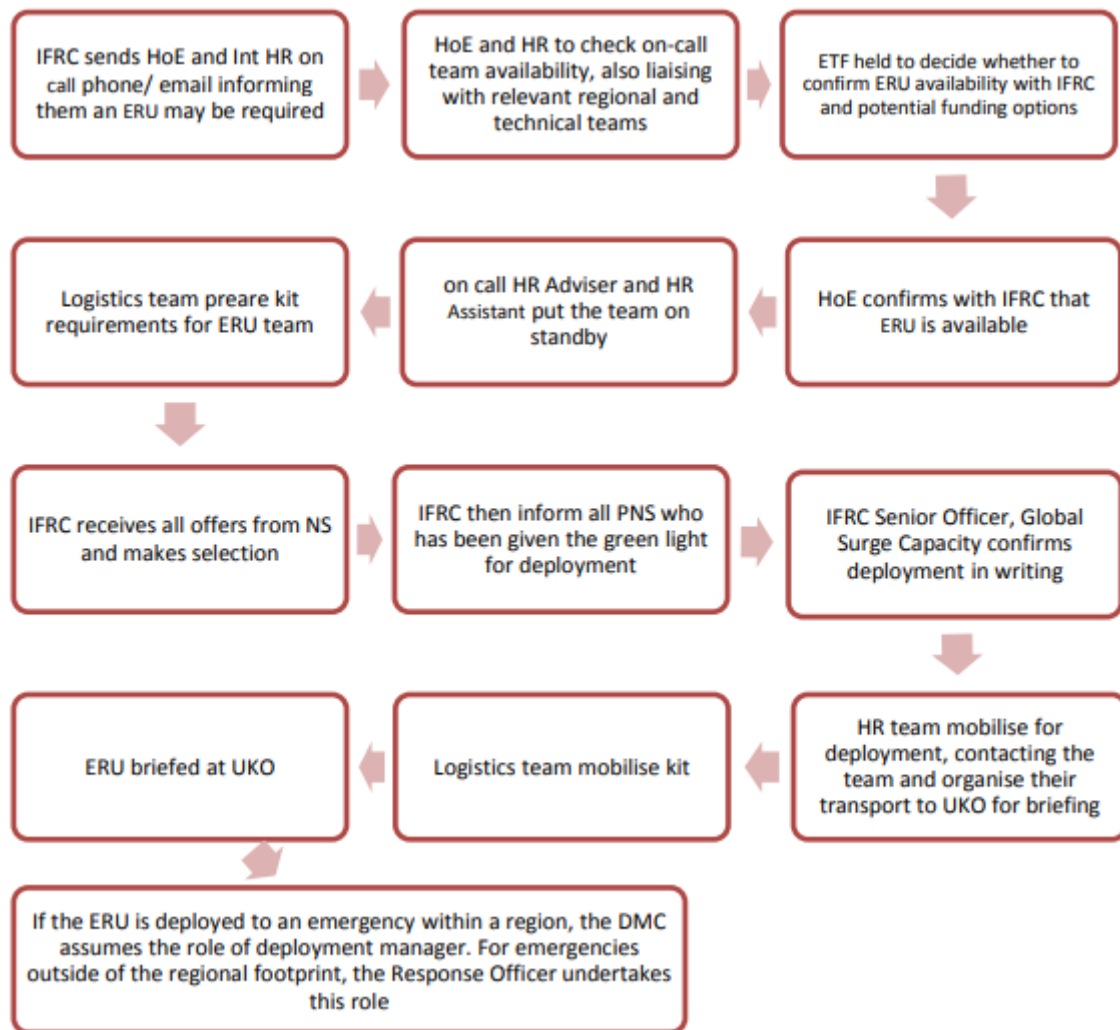 IFRC sends HoE and Int HR on
call phone/ email informing
them an ERU may be required
HoE and HR to check on-call
team availability, also liaising
with relevant regional and
technical teams
ETF held to decide whether to
confirm ERU availability with IFRC
and potential funding options
HoE confirms with IFRC that
ERU is available
on call HR Adviser and HR
Assistant put the team on
standby
Logistics team preare kit
requirements for ERU team
IFRC receives all offers from NS
and makes selection
IFRC then inform all PNS who
has been given the green light
for deployment
IFRC Senior Officer, Global
Surge Capacity confirms
deployment in writing
HR team mobilise for
deployment, contacting the
team and organise their
transport to UKO for briefing
Logistics team mobilise kit
ERU briefed at UKO
If the ERU is deployed to an emergency within a region, the DMC
assumes the role of deployment manager. For emergencies
outside of the regional footprint, the Response Officer undertakes
this role